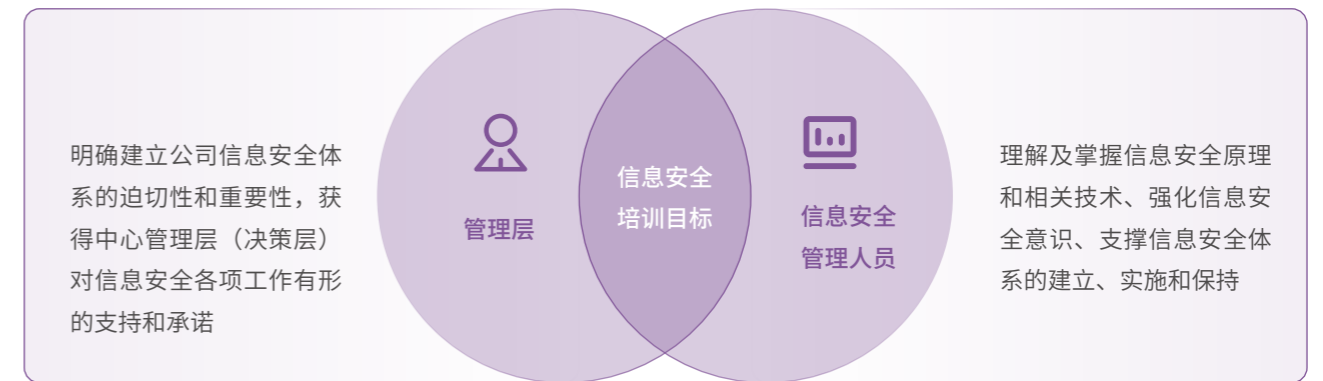 明确建立公司信息安全体
系的迫切性和重要性，获
得中心管理层（决策层）
对信息安全各项工作有形
的支持和承诺
管理层
信息安全
培训目标
信息安全
管理人员
理解及掌握信息安全原理
和相关技术、强化信息安
全意识、支撑信息安全体
系的建立、实施和保持